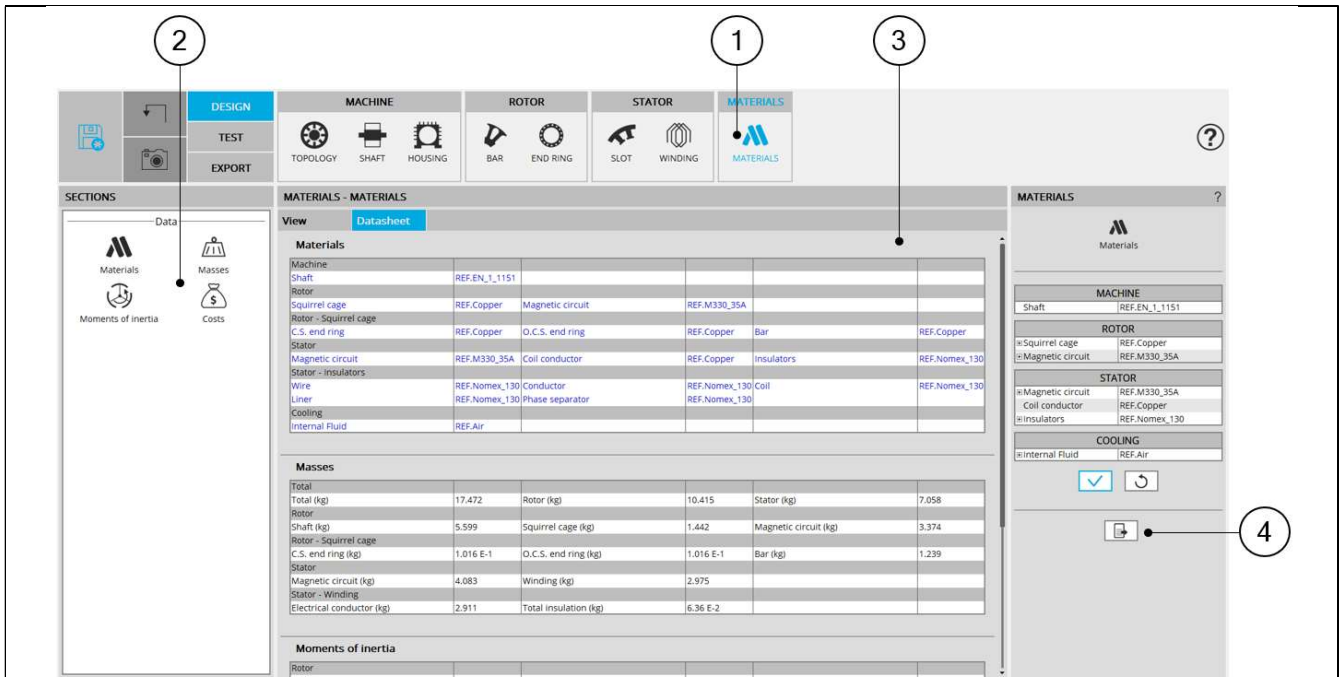 2
1
3
DESIGN
TEST
EXPORT
MACHINE
TOPOLOGY SHAFT HOUSING
ROTOR
BAR END RING
STATOR
SLOT WINDING
MATERIALS
MATERIALS
?
SECTIONS
Data
Materials Masses
Moments of inertia Costs
MATERIALS - MATERIALS
View Datasheet
Materials
Machine
Shaft REF.EN_1_1151
Rotor
Squirrel cage REF.Copper Magnetic circuit REF.M330_35A
Rotor - Squirrel cage
C.S. end ring REF.Copper O.C.S. end ring REF.Copper Bar REF.Copper
Stator
Magnetic circuit REF.M330_35A Coil conductor REF.Copper Insulators REF.Nomex_130
Stator - Insulators
Wire REF.Nomex_130 Conductor REF.Nomex_130 Coil REF.Nomex_130
Liner REF.Nomex_130 Phase separator REF.Nomex_130
Cooling
Internal Fluid REF.Air
Masses
Total
Total (kg) 17.472 Rotor (kg) 10.415 Stator (kg) 7.058
Rotor
Shaft (kg) 5.599 Squirrel cage (kg) 1.442 Magnetic circuit (kg) 3.374
Rotor - Squirrel cage
C.S. end ring (kg) 1.016 E-1 O.C.S. end ring (kg) 1.016 E-1 Bar (kg) 1.239
Stator
Magnetic circuit (kg) 4.083 Winding (kg) 2.975
Stator - Winding
Electrical conductor (kg) 2.911 Total insulation (kg) 6.36 E-2
Moments of inertia
Rotor
MATERIALS ?
Materials
MACHINE
Shaft REF.EN_1_1151
ROTOR
Squirrel cage REF.Copper
Magnetic circuit REF.M330_35A
STATOR
Magnetic circuit REF.M330_35A
Coil conductor REF.Copper
Insulators REF.Nomex_130
COOLING
Internal Fluid REF.Air
4